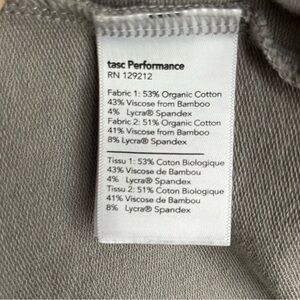 tasc Performance
RN 129212
Fabric 1: 53% Organic Cotton
43% Viscose from Bamboo
4% Lycra® Spandex
Fabric 2: 51% Organic Cotton
41% Viscose from Bamboo
8% Lycra® Spandex
Tissu 1: 53% Coton Biologique
43% Viscose de Bambou
4% Lycra® Spandex
Tissu 2: 51% Coton Biologique
41% Viscose de Bambou
8% Lycra® Spandex